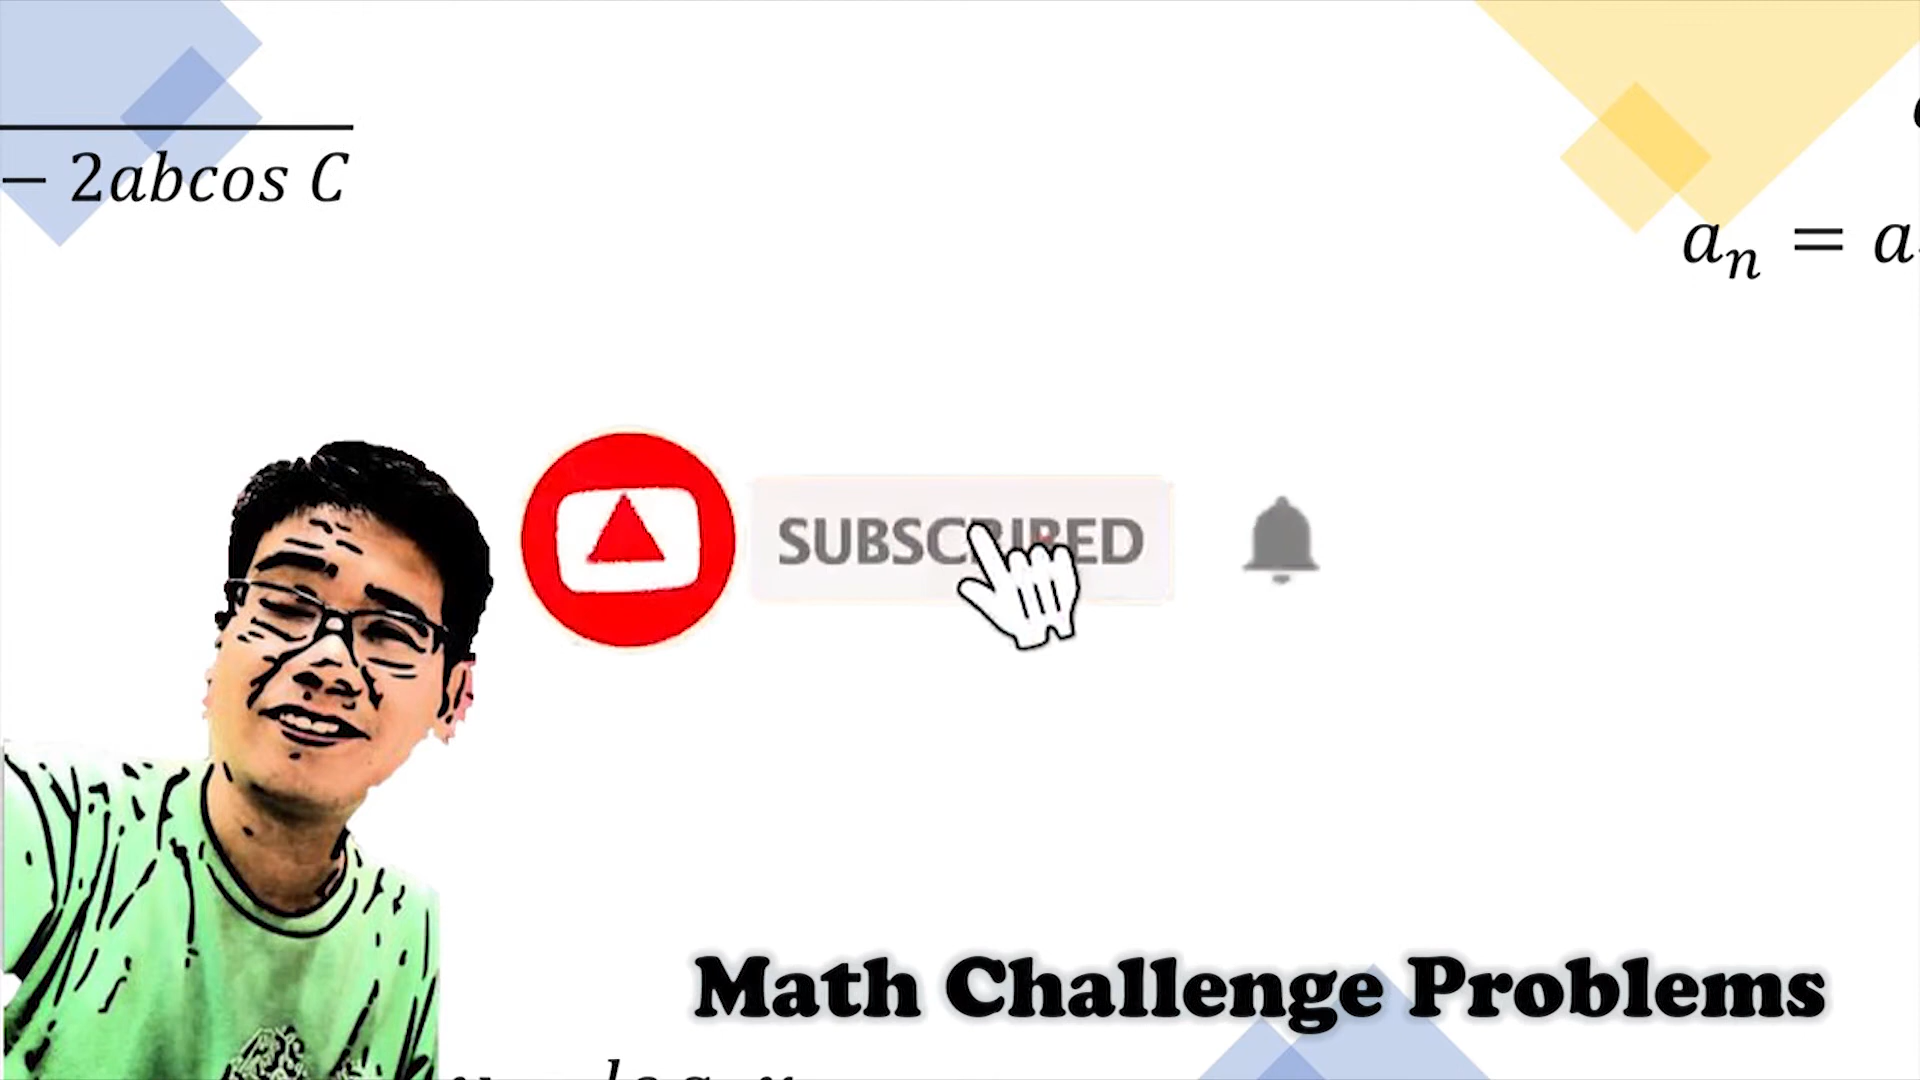 − 2abcos C
aₙ = a
SUBSCRIBED
Math Challenge Problems